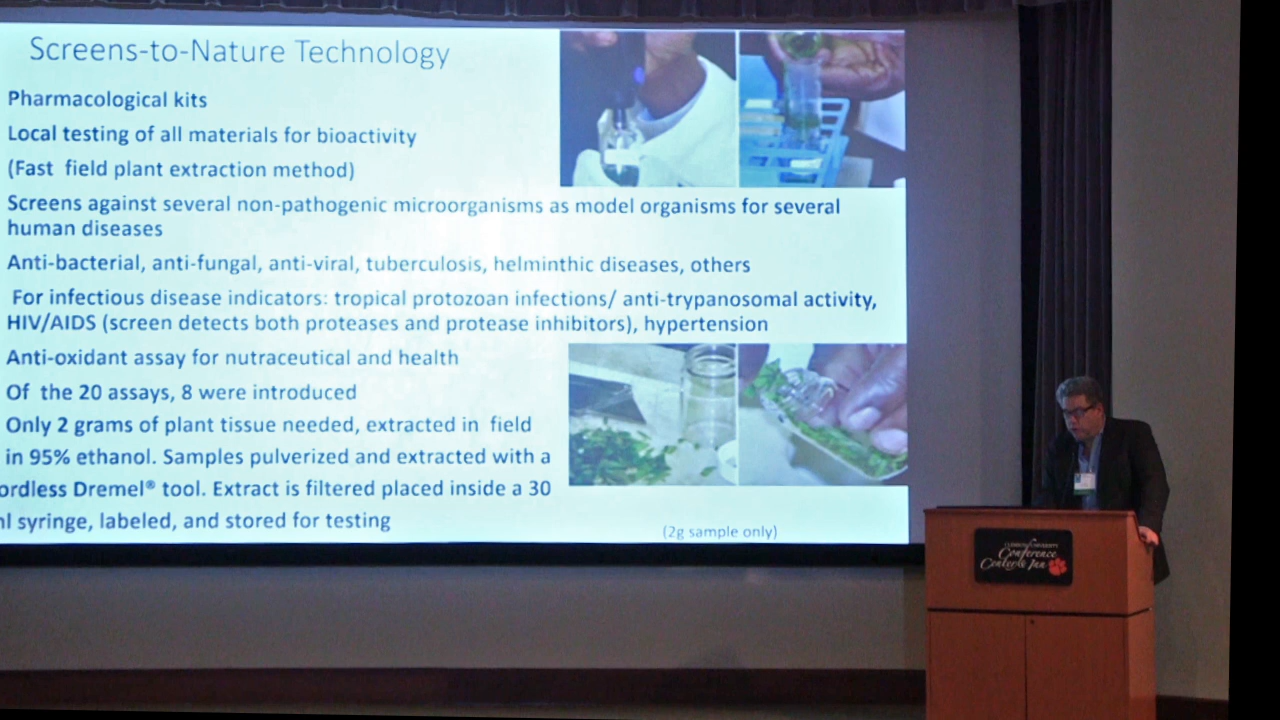 Screens-to-Nature Technology
Pharmacological kits
Local testing of all materials for bioactivity
(Fast field plant extraction method)
Screens against several non-pathogenic microorganisms as model organisms for several
human diseases
Anti-bacterial, anti-fungal, anti-viral, tuberculosis, helminthic diseases, others
For infectious disease indicators: tropical protozoan infections/ anti-trypanosomal activity,
HIV/AIDS (screen detects both proteases and protease inhibitors), hypertension
Anti-oxidant assay for nutraceutical and health
Of the 20 assays, 8 were introduced
Only 2 grams of plant tissue needed, extracted in field
in 95% ethanol. Samples pulverized and extracted with a
ordless Dremel® tool. Extract is filtered placed inside a 30
l syringe, labeled, and stored for testing
(2g sample only)
CLEMSON UNIVERSITY
Conference
Center & Inn